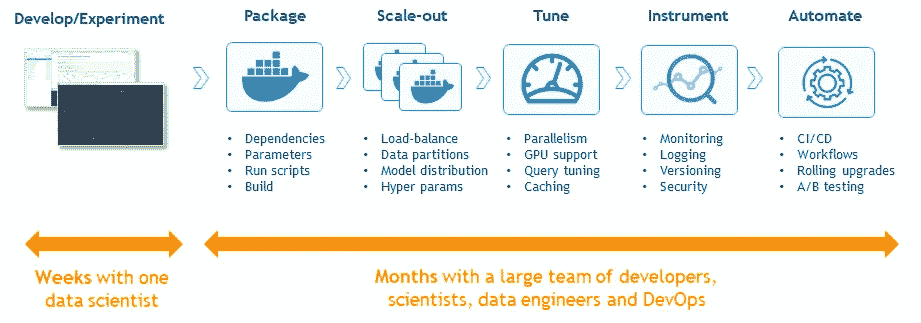 Develop/Experiment
Package
Scale-out
Tune
Instrument
Automate
• Dependencies
• Parameters
• Run scripts
• Build
• Load-balance
• Data partitions
• Model distribution
• Hyper params
• Parallelism
• GPU support
• Query tuning
• Caching
• Monitoring
• Logging
• Versioning
• Security
• CI/CD
• Workflows
• Rolling upgrades
• A/B testing
Weeks with one
data scientist
Months with a large team of developers,
scientists, data engineers and DevOps